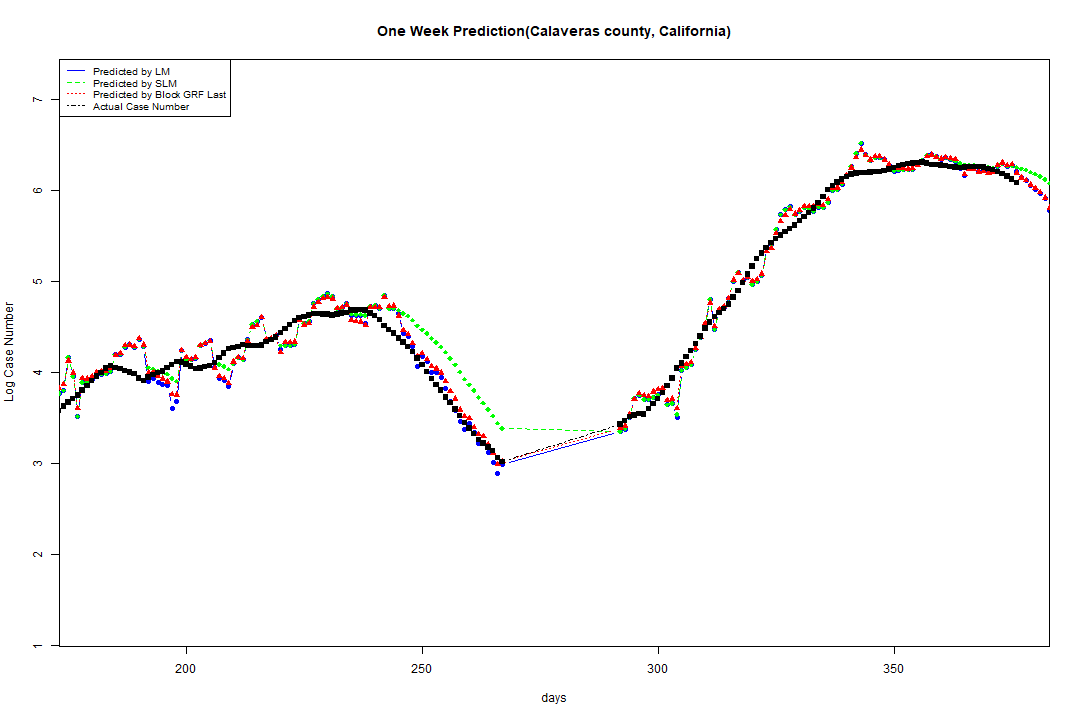 One Week Prediction(Calaveras county, California)
Predicted by LM
Predicted by SLM
Predicted by Block GRF Last
Actual Case Number
7
6
5
4
3
2
1
Log Case Number
200 250 300 350
days